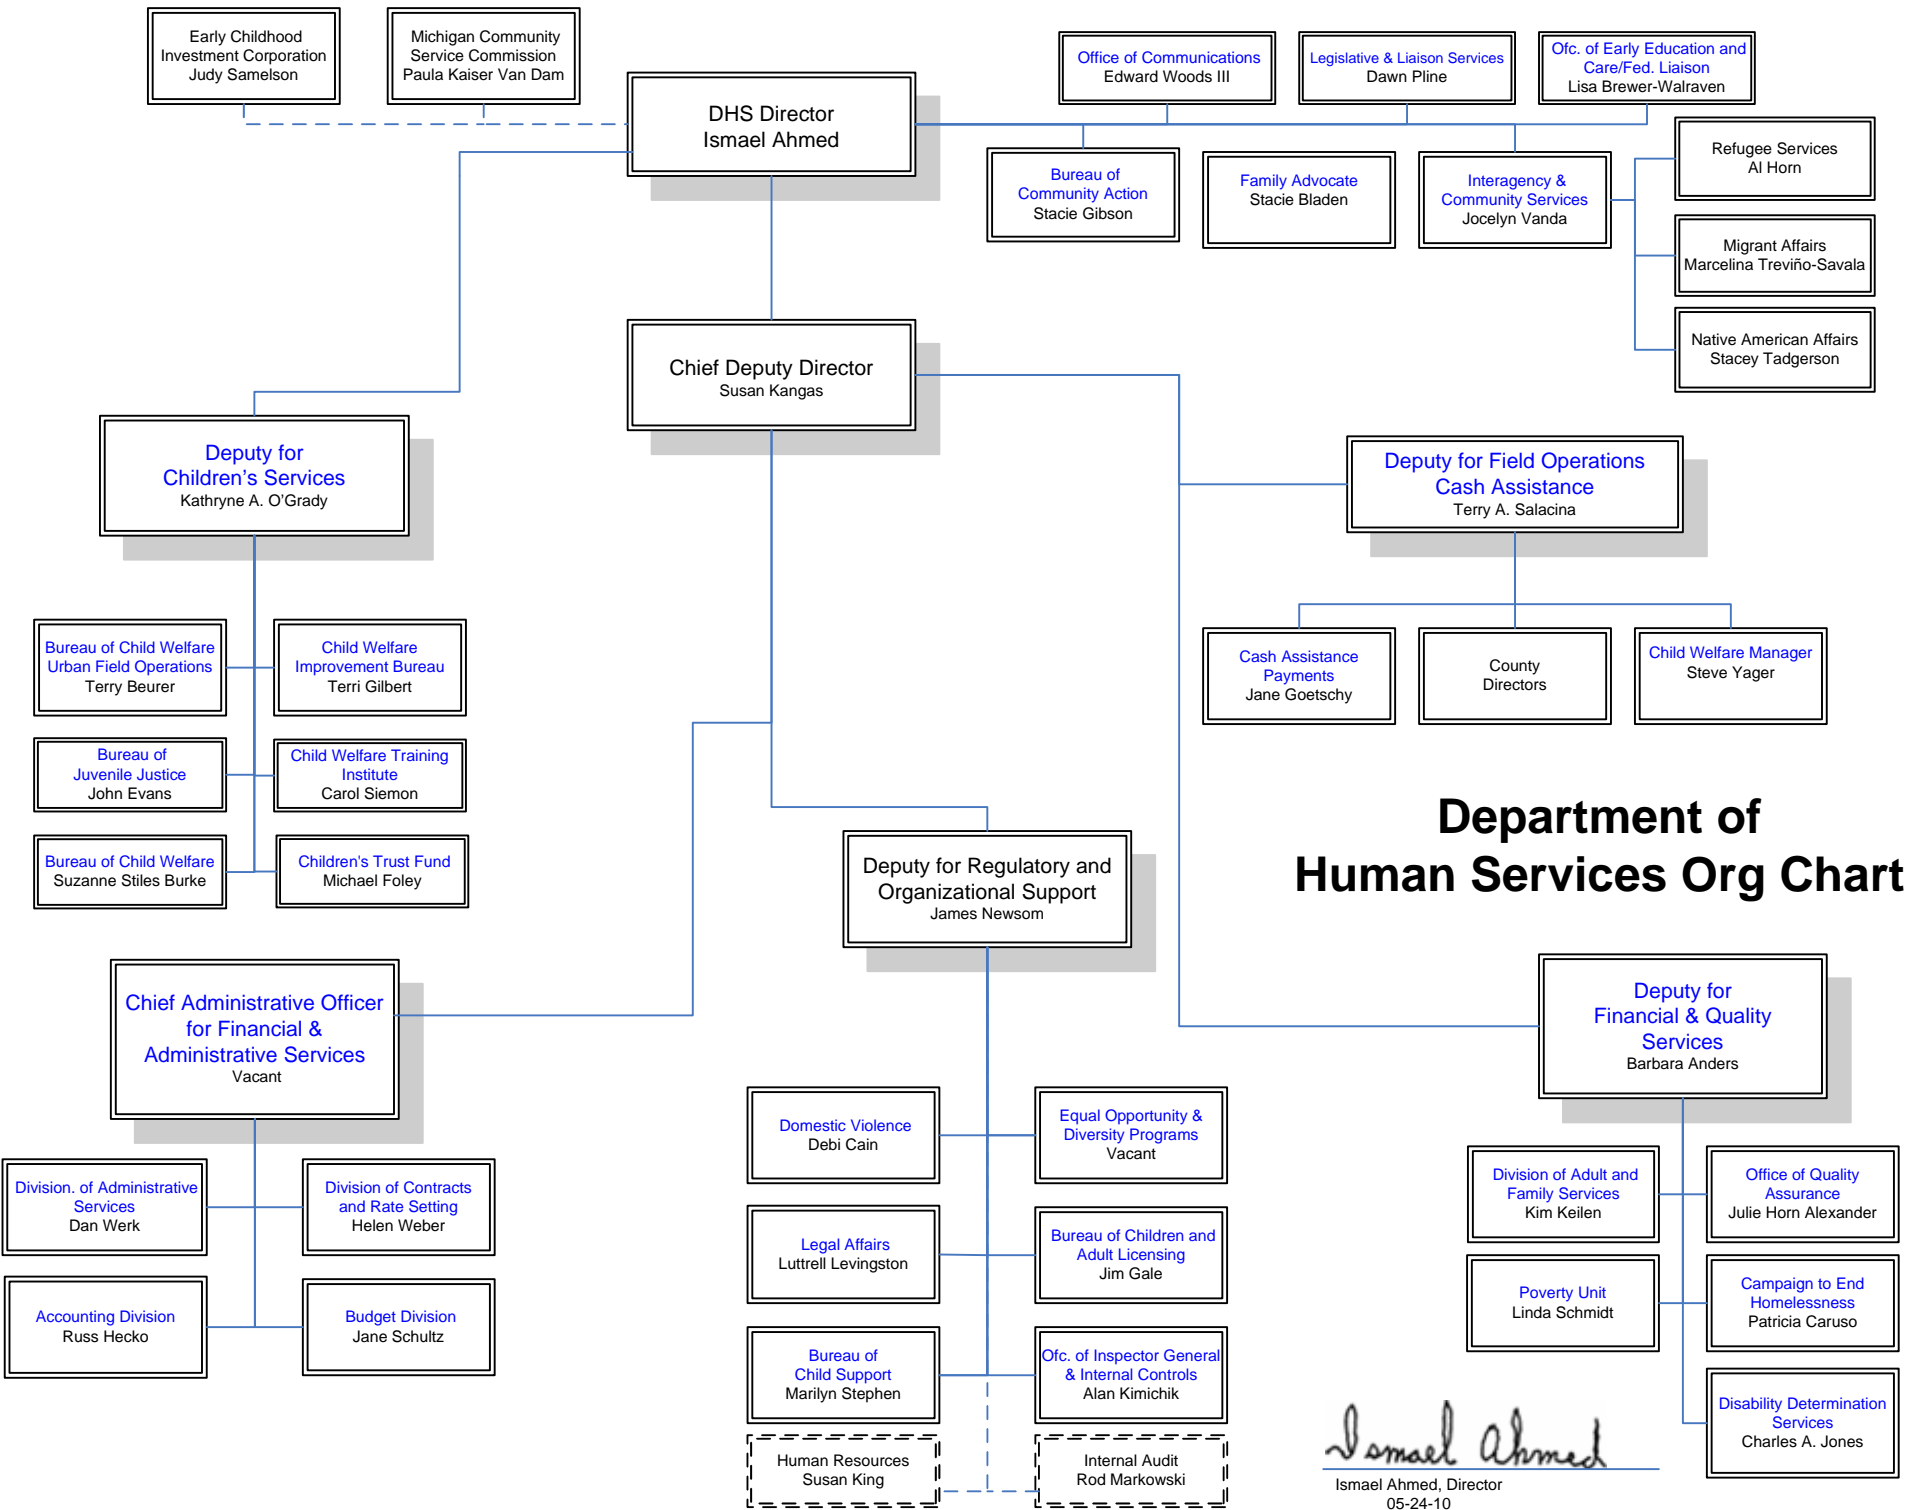 Early Childhood
Investment Corporation
Judy Samelson
Michigan Community
Service Commission
Paula Kaiser Van Dam
DHS Director
Ismael Ahmed
Office of Communications
Edward Woods III
Legislative & Liaison Services
Dawn Pline
Ofc. of Early Education and
Care/Fed. Liaison
Lisa Brewer-Walraven
Bureau of
Community Action
Stacie Gibson
Family Advocate
Stacie Bladen
Interagency &
Community Services
Jocelyn Vanda
Refugee Services
Al Horn
Migrant Affairs
Marcelina Treviño-Savala
Native American Affairs
Stacey Tadgerson
Chief Deputy Director
Susan Kangas
Deputy for
Children's Services
Kathryne A. O'Grady
Deputy for Field Operations
Cash Assistance
Terry A. Salacina
Bureau of Child Welfare
Urban Field Operations
Terry Beurer
Child Welfare
Improvement Bureau
Terri Gilbert
Bureau of
Juvenile Justice
John Evans
Child Welfare Training
Institute
Carol Siemon
Bureau of Child Welfare
Suzanne Stiles Burke
Children's Trust Fund
Michael Foley
Cash Assistance
Payments
Jane Goetschy
County
Directors
Child Welfare Manager
Steve Yager
Department of
Human Services Org Chart
Deputy for Regulatory and
Organizational Support
James Newsom
Chief Administrative Officer
for Financial &
Administrative Services
Vacant
Deputy for
Financial & Quality
Services
Barbara Anders
Division. of Administrative
Services
Dan Werk
Division of Contracts
and Rate Setting
Helen Weber
Accounting Division
Russ Hecko
Budget Division
Jane Schultz
Domestic Violence
Debi Cain
Equal Opportunity &
Diversity Programs
Vacant
Legal Affairs
Luttrell Levingston
Bureau of Children and
Adult Licensing
Jim Gale
Bureau of
Child Support
Marilyn Stephen
Ofc. of Inspector General
& Internal Controls
Alan Kimichik
Human Resources
Susan King
Internal Audit
Rod Markowski
Division of Adult and
Family Services
Kim Keilen
Office of Quality
Assurance
Julie Horn Alexander
Poverty Unit
Linda Schmidt
Campaign to End
Homelessness
Patricia Caruso
Disability Determination
Services
Charles A. Jones
Ismael Ahmed
Ismael Ahmed, Director
05-24-10